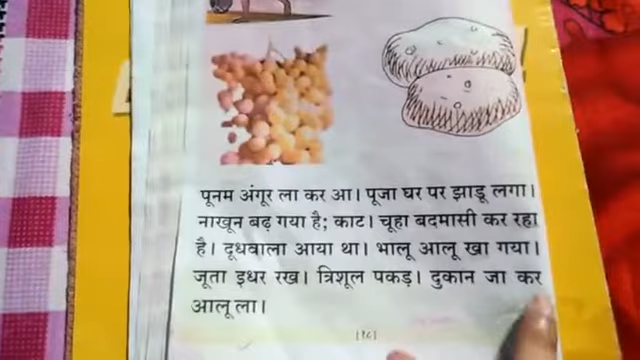 पूनम अंगूर ला कर आ। पूजा घर पर झाडू लगा।
नाखून बढ़ गया है; काट। चूहा बदमासी कर रहा
है। दूधवाला आया था। भालू आलू खा गया।
जूता इधर रख। त्रिशूल पकड़। दुकान जा कर
आलू ला।